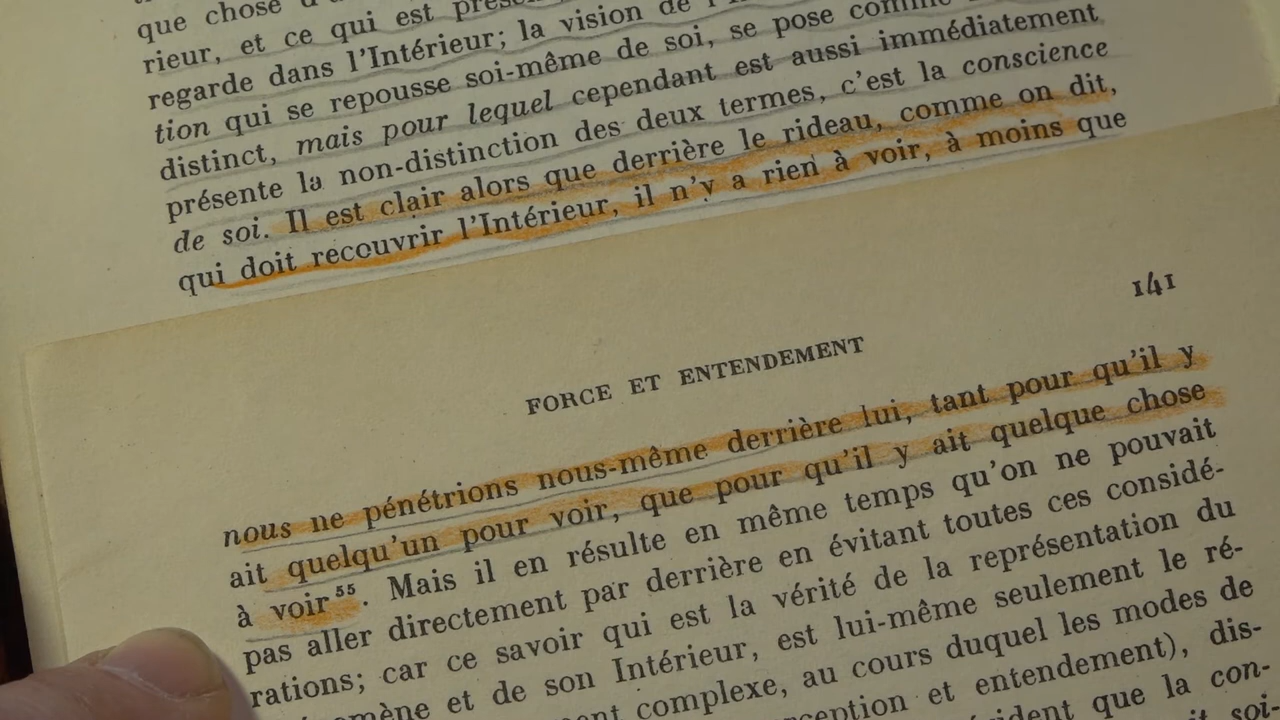 que chose
rieur, et ce qui est
regarde dans l'Intérieur; la vision de
tion qui se repousse soi-même de soi, se pose comme
distinct, mais pour lequel cependant est aussi immédiatement
présente la non-distinction des deux termes, c'est la conscience
de soi. Il est clair alors que derrière le rideau, comme on dit,
qui doit recouvrir l'Intérieur, il n'y a rien à voir, à moins que
141
FORCE ET ENTENDEMENT
nous ne pénétrions nous-même derrière lui, tant pour qu'il y
ait quelqu'un pour voir, que pour qu'il y ait quelque chose
à voir⁵⁵. Mais il en résulte en même temps qu'on ne pouvait
pas aller directement par derrière en évitant toutes ces considé-
rations; car ce savoir qui est la vérité de la représentation du
et de son Intérieur, est lui-même seulement le ré-
complexe, au cours duquel les modes de
et entendement), dis-
que la con-
soi-